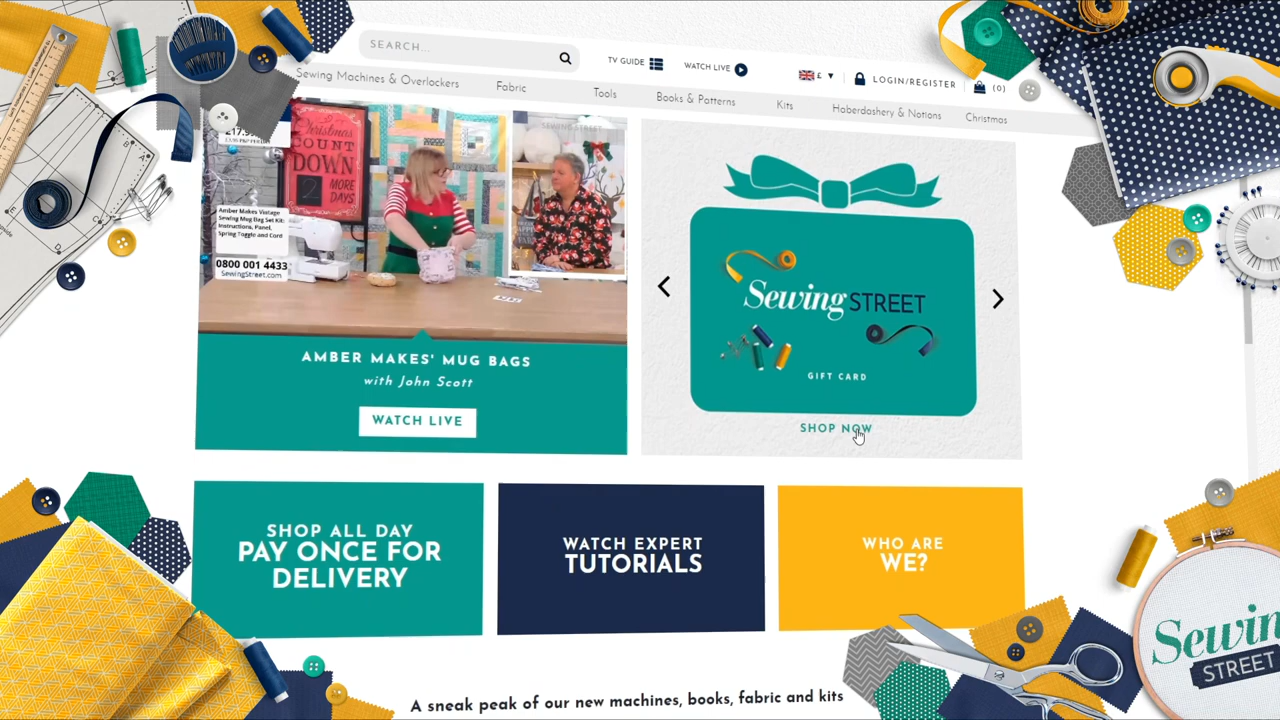 SEARCH...
TV GUIDE
WATCH LIVE
£
LOGIN/REGISTER
(0)
Sewing Machines & Overlockers
Fabric
Tools
Books & Patterns
Kits
Haberdashery & Notions
Christmas
Christmas
COUNT
DOWN
2
MORE
DAYS
SEWING STREET
Amber Makes Vintage
Sewing Mug Bag Set Kit:
Instructions, Panel,
Spring Toggle and Cord
0800 001 4433
SewingStreet.com
AMBER MAKES' MUG BAGS
with John Scott
WATCH LIVE
Sewing STREET
GIFT CARD
SHOP NOW
SHOP ALL DAY
PAY ONCE FOR
DELIVERY
WATCH EXPERT
TUTORIALS
WHO ARE
WE?
A sneak peak of our new machines, books, fabric and kits
Sewin
STREET